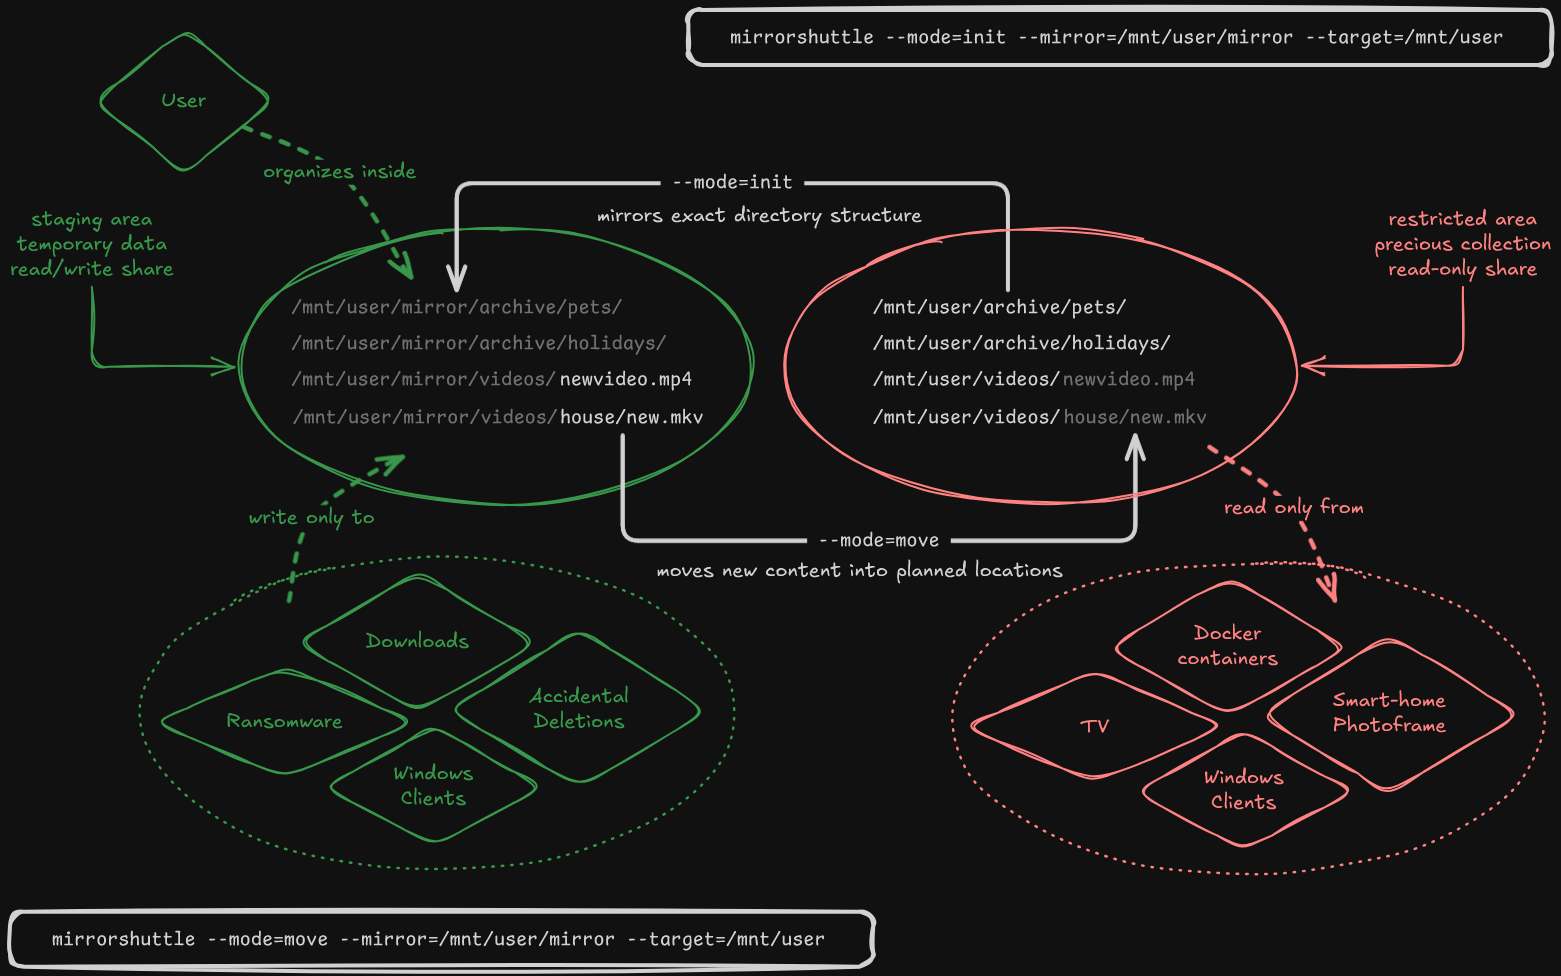 mirrorshuttle --mode=init --mirror=/mnt/user/mirror --target=/mnt/user
User
organizes inside
staging area
temporary data
read/write share
--mode=init
mirrors exact directory structure
restricted area
precious collection
read-only share
/mnt/user/mirror/archive/pets/
/mnt/user/mirror/archive/holidays/
/mnt/user/mirror/videos/newvideo.mp4
/mnt/user/mirror/videos/house/new.mkv
/mnt/user/archive/pets/
/mnt/user/archive/holidays/
/mnt/user/videos/newvideo.mp4
/mnt/user/videos/house/new.mkv
write only to
--mode=move
moves new content into planned locations
read only from
Downloads
Ransomware
Accidental
Deletions
Windows
Clients
Docker
containers
TV
Smart-home
Photoframe
Windows
Clients
mirrorshuttle --mode=move --mirror=/mnt/user/mirror --target=/mnt/user